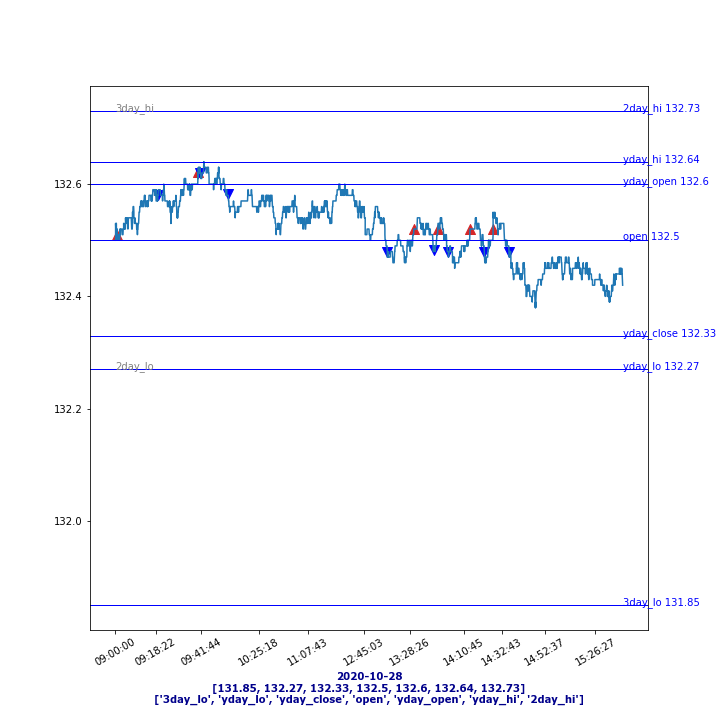 3day_hi
2day_hi 132.73
yday_hi 132.64
132.6
yday_open 132.6
open 132.5
132.4
yday_close 132.33
2day_lo
yday_lo 132.27
132.2
132.0
3day_lo 131.85
09:00:00
09:18:22
09:41:44
10:25:18
11:07:43
12:45:03
13:28:26
14:10:45
14:32:43
14:52:37
15:26:27
2020-10-28
[131.85, 132.27, 132.33, 132.5, 132.6, 132.64, 132.73]
['3day_lo', 'yday_lo', 'yday_close', 'open', 'yday_open', 'yday_hi', '2day_hi']